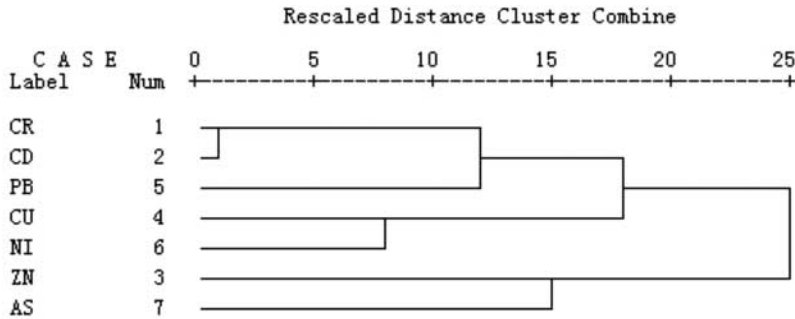 Rescaled Distance Cluster Combine
C A S E 0 5 10 15 20 25
Label Num +---------+---------+---------+---------+---------+
CR 1
CD 2
PB 5
CU 4
NI 6
ZN 3
AS 7